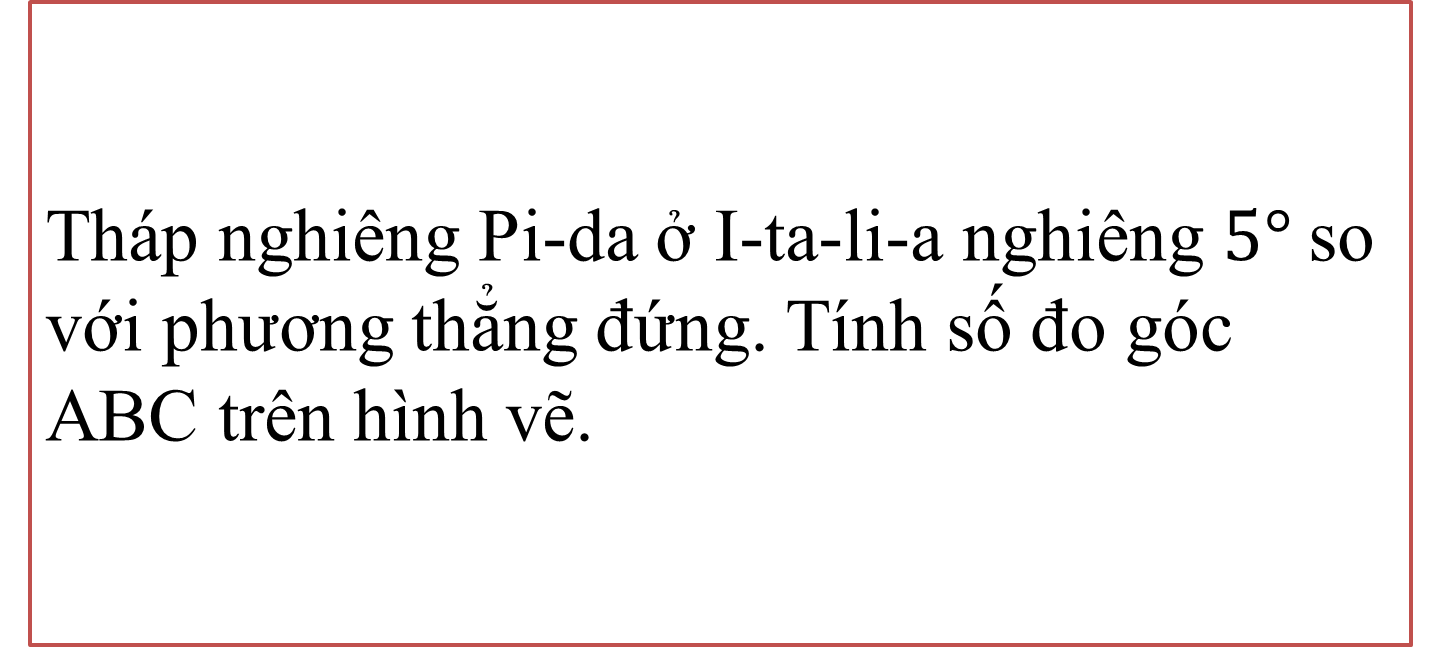 Tháp nghiêng Pi-da ở I-ta-li-a nghiêng 5° so
với phương thẳng đứng. Tính số đo góc
ABC trên hình vẽ.